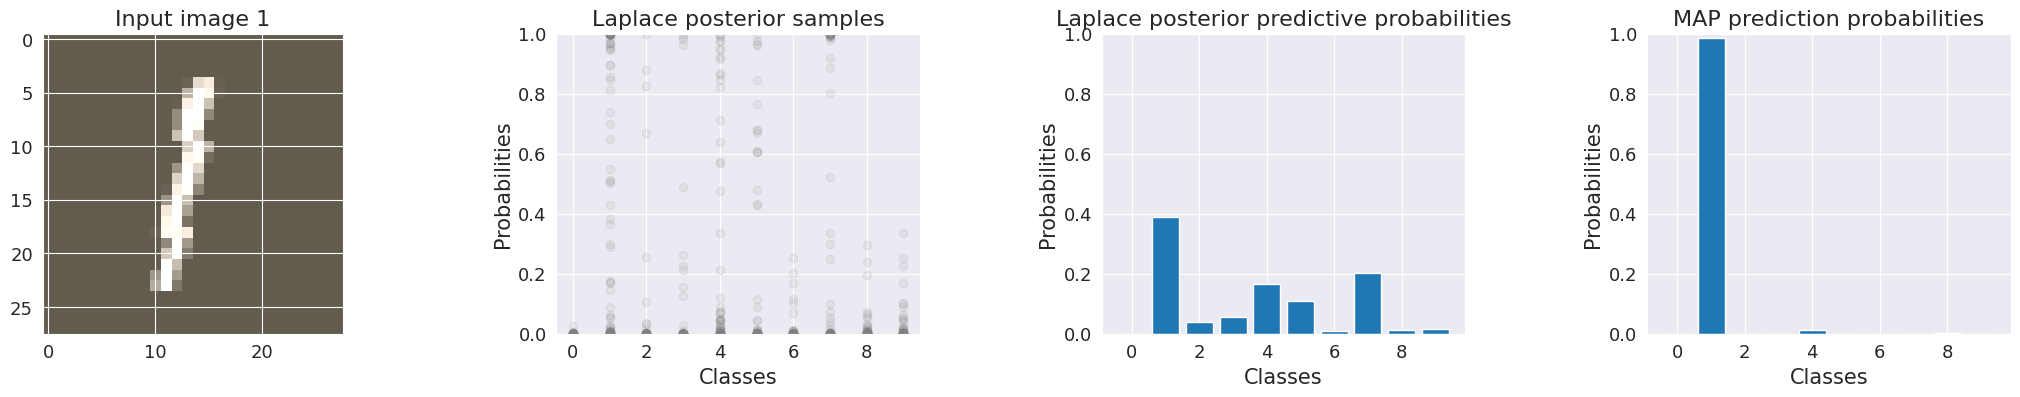 Input image 1
0
5
10
15
20
25
0 10 20
Laplace posterior samples
Probabilities
1.0
0.8
0.6
0.4
0.2
0.0
0 2 4 6 8
Classes
Laplace posterior predictive probabilities
Probabilities
1.0
0.8
0.6
0.4
0.2
0.0
0 2 4 6 8
Classes
MAP prediction probabilities
Probabilities
1.0
0.8
0.6
0.4
0.2
0.0
0 2 4 6 8
Classes